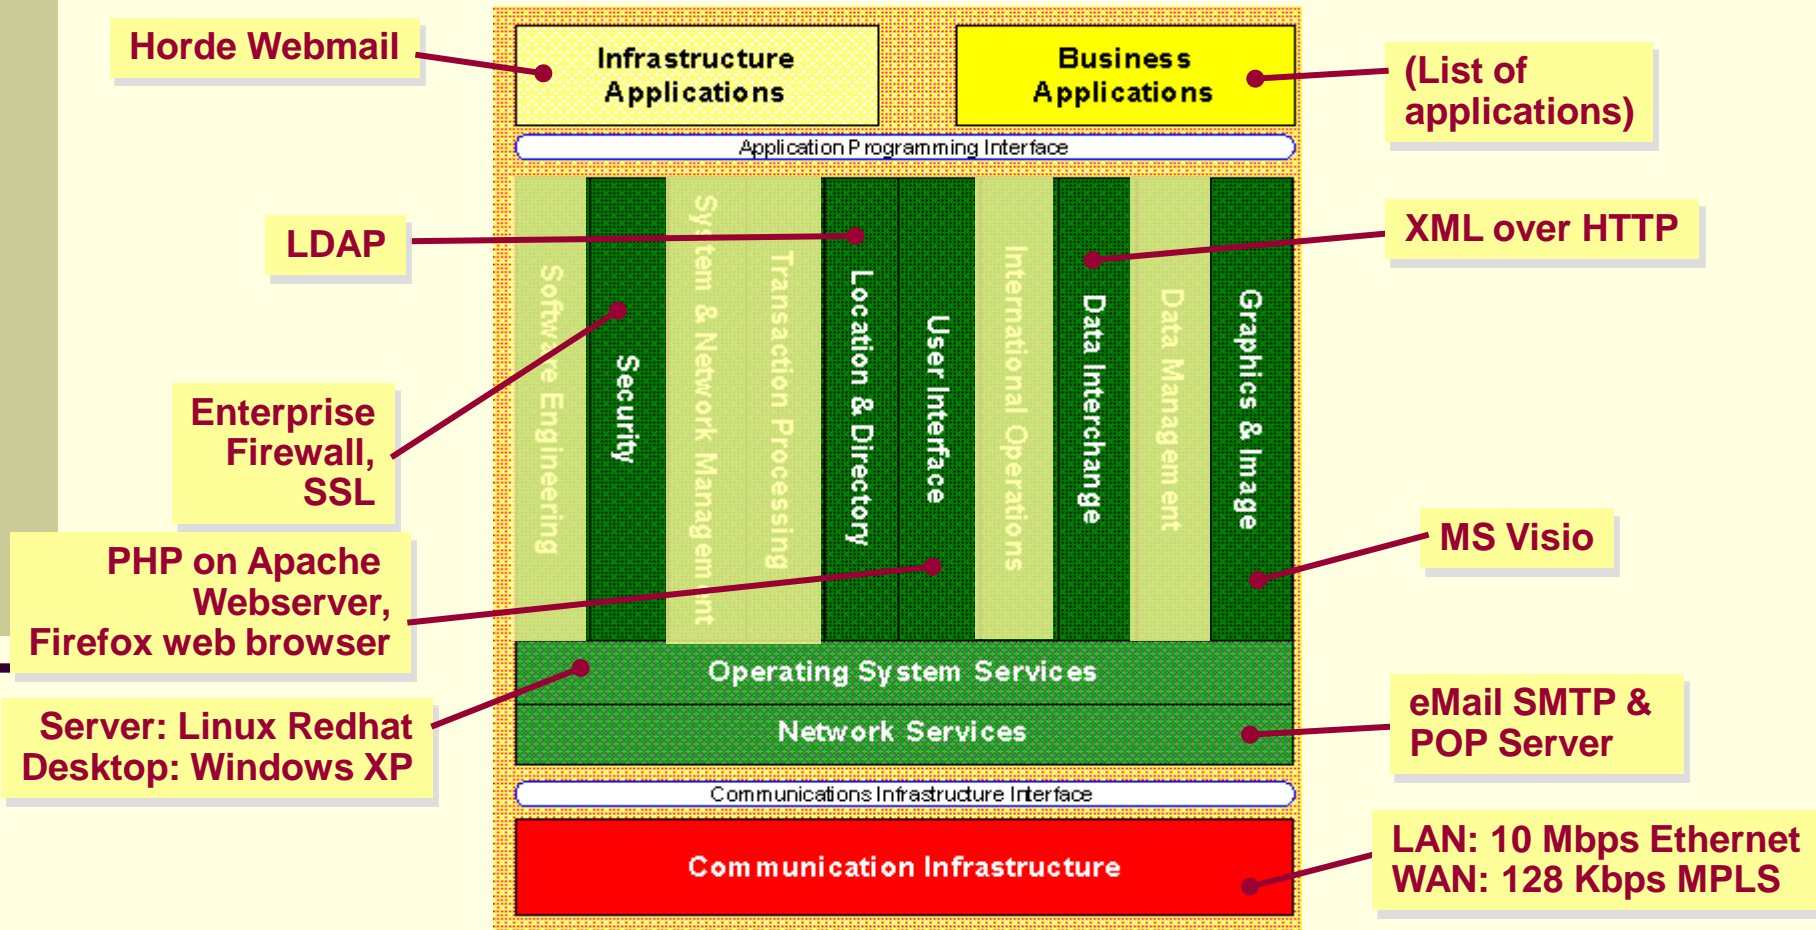 Horde Webmail
Infrastructure
Applications
Business
Applications
(List of
applications)
Application Programming Interface
LDAP
XML over HTTP
Enterprise
Firewall,
SSL
PHP on Apache
Webserver,
Firefox web browser
Software Engineering
Security
System & Network Management
Transaction Processing
Location & Directory
User Interface
International Operations
Data Interchange
Data Management
Graphics & Image
MS Visio
Operating System Services
Server: Linux Redhat
Desktop: Windows XP
Network Services
eMail SMTP &
POP Server
Communications Infrastructure Interface
Communication Infrastructure
LAN: 10 Mbps Ethernet
WAN: 128 Kbps MPLS